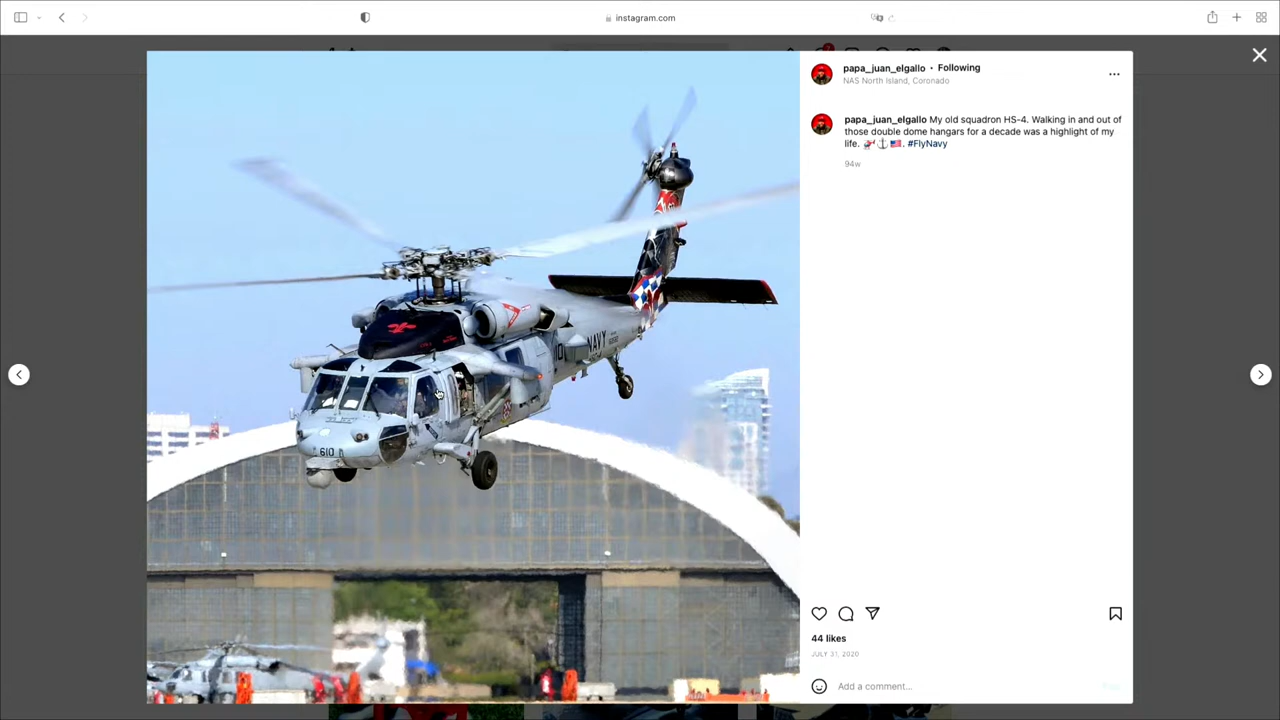 instagram.com
papa_juan_elgallo • Following
NAS North Island, Coronado
papa_juan_elgallo My old squadron HS-4. Walking in and out of
those double dome hangars for a decade was a highlight of my
life. 🐓⚓🇺🇸. #FlyNavy
94w
NAVY
610
44 likes
JULY 31, 2020
Add a comment...
Post